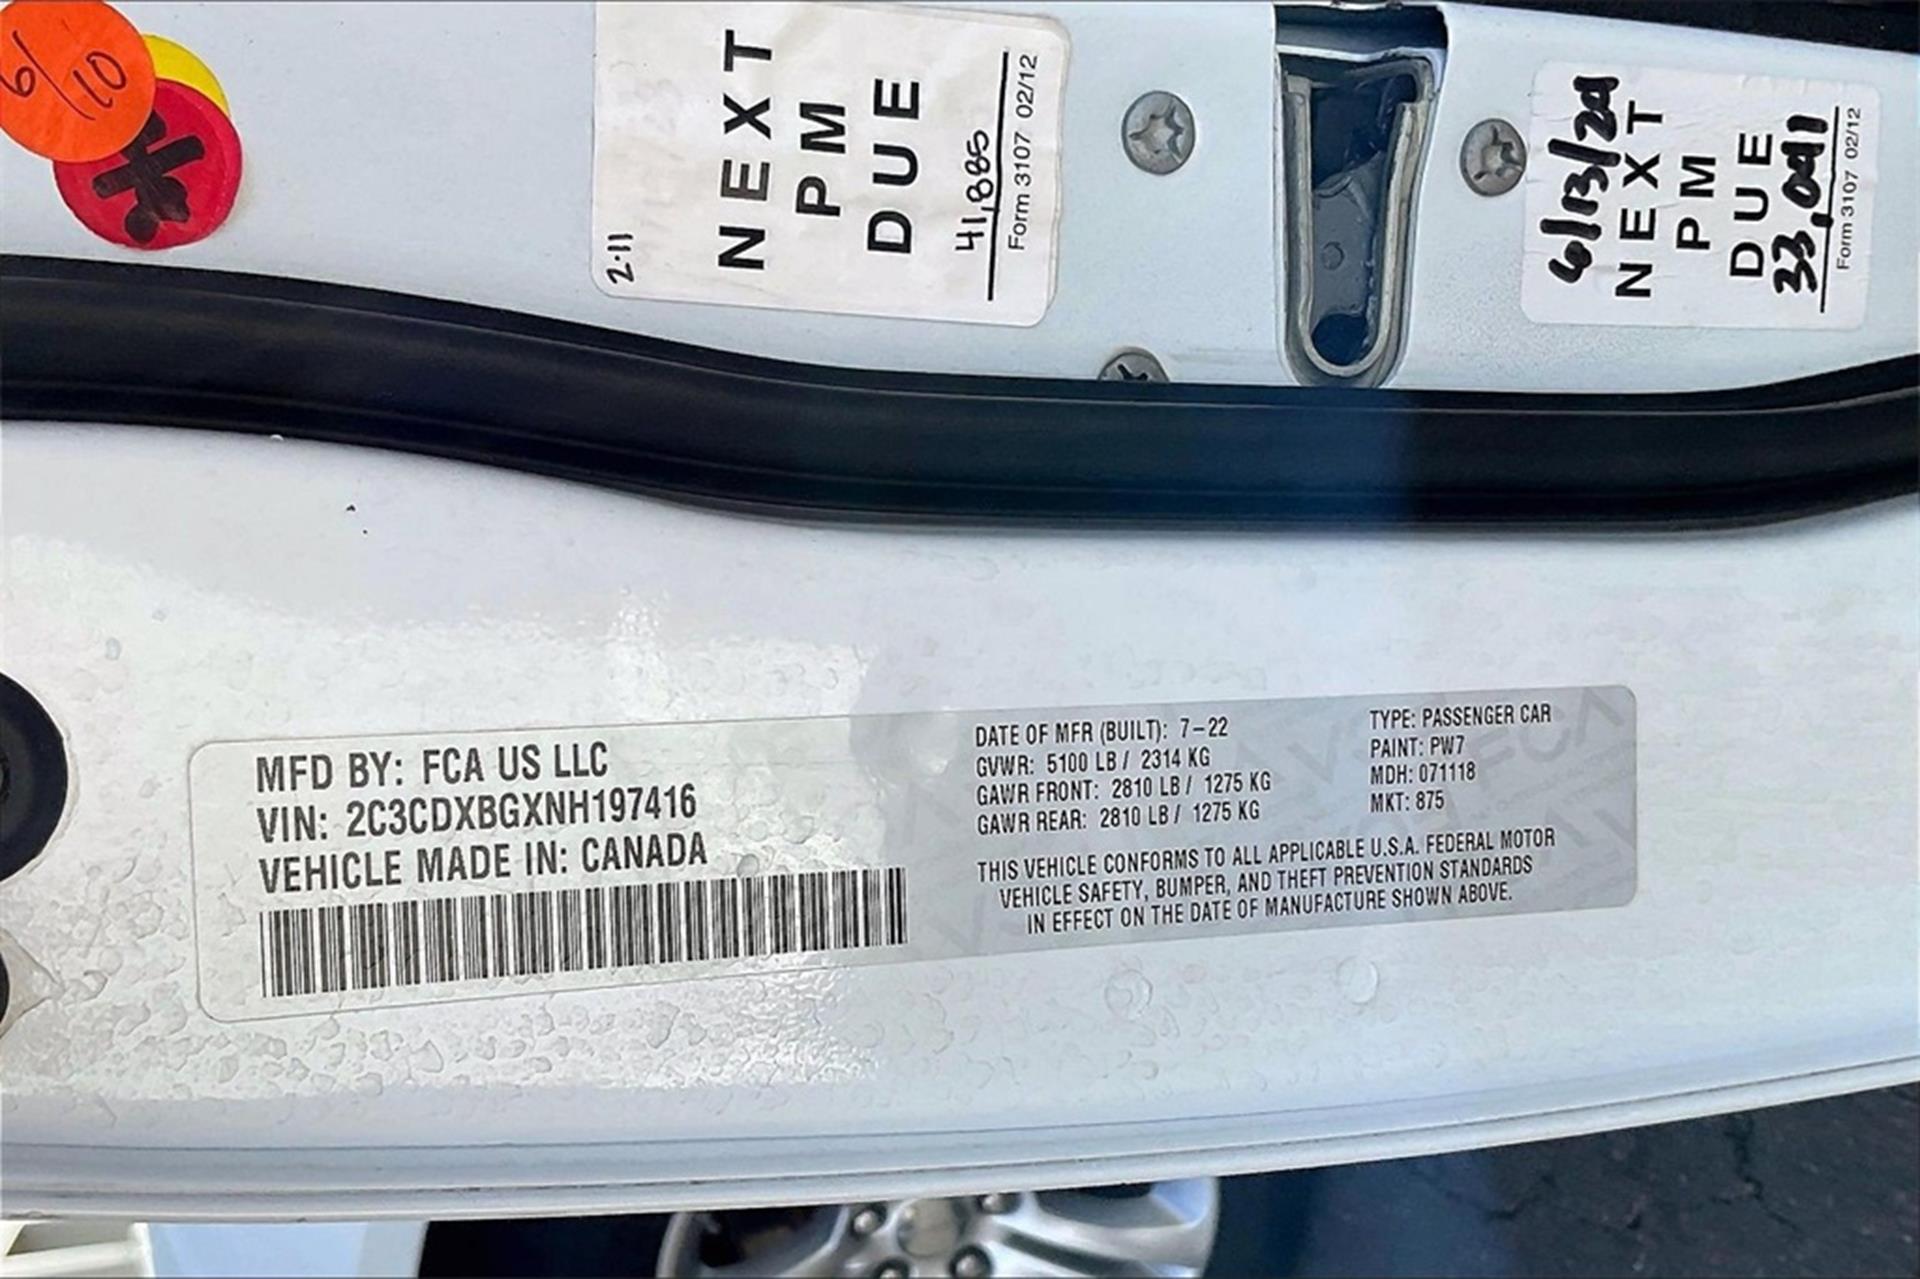 6/10
2.11
NEXT
PM
DUE
41,885
Form 3107 02/12
6/13/24
NEXT
PM
DUE
33,041
Form 3107 02/12
MFD BY: FCA US LLC
VIN: 2C3CDXBGXNH197416
VEHICLE MADE IN: CANADA
DATE OF MFR (BUILT): 7-22
GVWR: 5100 LB / 2314 KG
GAWR FRONT: 2810 LB / 1275 KG
GAWR REAR: 2810 LB / 1275 KG
TYPE: PASSENGER CAR
PAINT: PW7
MDH: 071118
MKT: 875
THIS VEHICLE CONFORMS TO ALL APPLICABLE U.S.A. FEDERAL MOTOR
VEHICLE SAFETY, BUMPER, AND THEFT PREVENTION STANDARDS
IN EFFECT ON THE DATE OF MANUFACTURE SHOWN ABOVE.
FCA